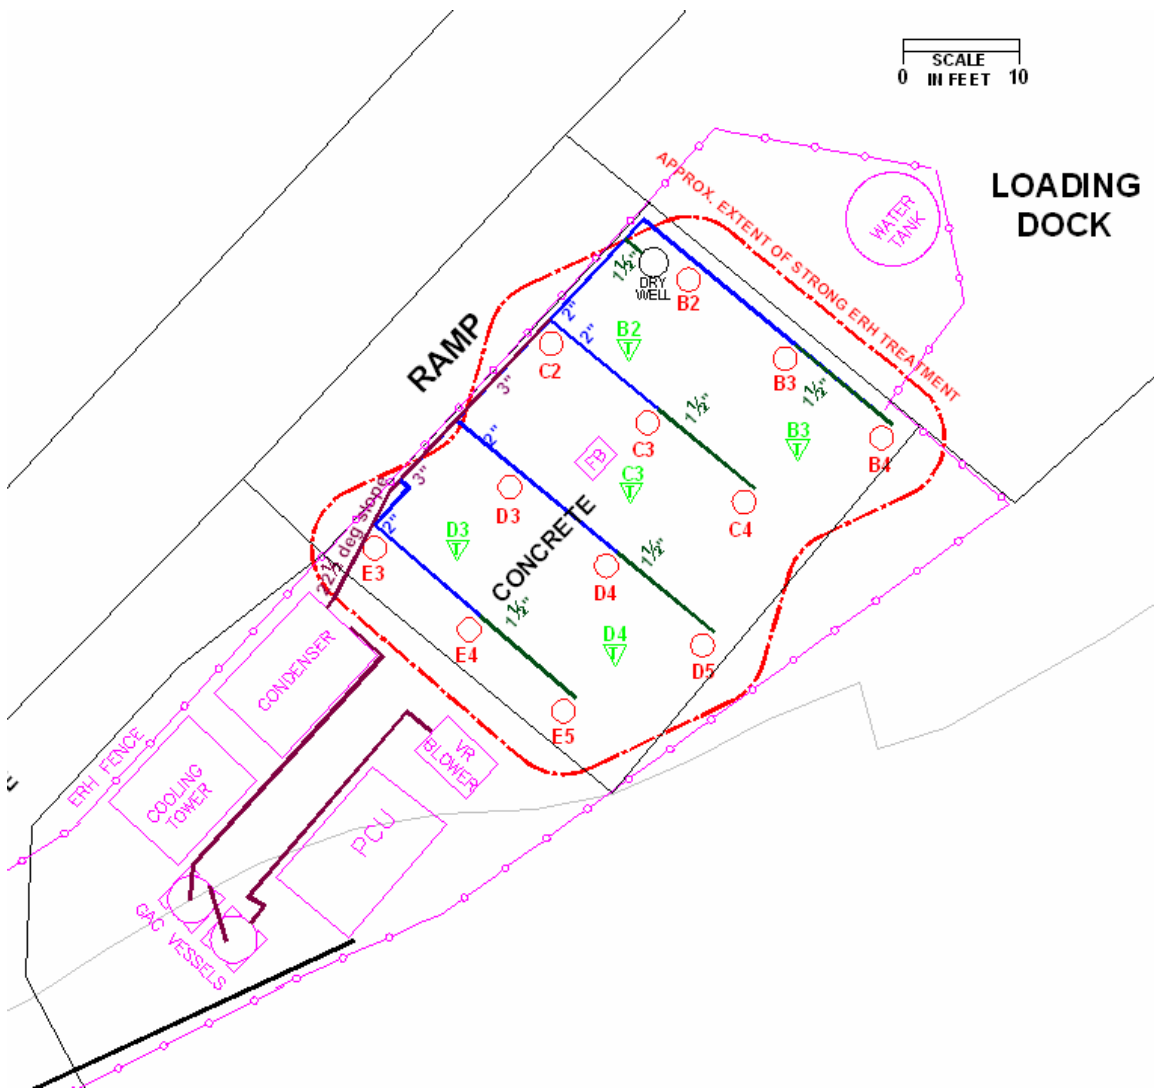 SCALE
0 IN FEET 10
LOADING
DOCK
APPROX. EXTENT OF STRONG ERH TREATMENT
WATER
TANK
1½"
DRY
WELL
B2
2"
2"
B2
T
RAMP
C2
B3
3"
1½"
1½"
C3
B3
T
B4
2"
FB
C3
T
3"
D3
C4
22½ deg slope
2"
D3
T
CONCRETE
E3
1½"
D4
1½"
E4
D4
T
D5
E5
CONDENSER
VR
BLOWER
ERH FENCE
COOLING
TOWER
PCU
E
GAC VESSELS